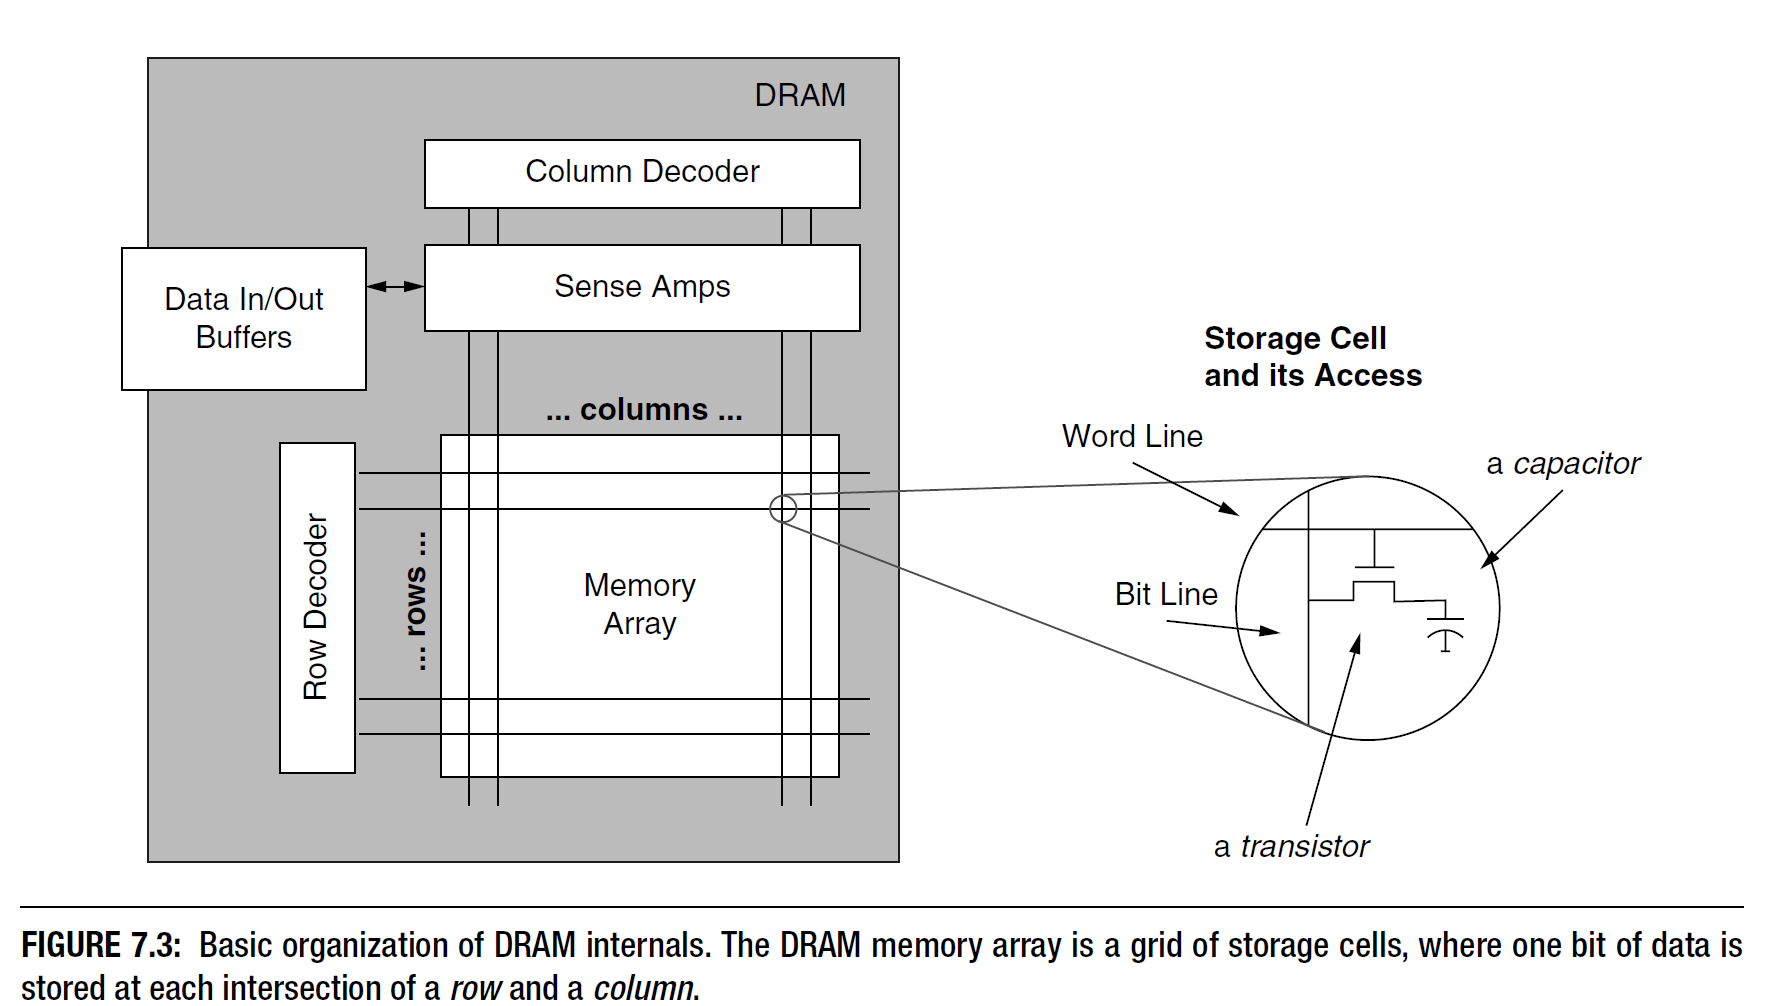 DRAM
Column Decoder
Sense Amps
Data In/Out
Buffers
... columns ...
Row Decoder
... rows ...
Memory
Array
Storage Cell
and its Access
Word Line
a capacitor
Bit Line
a transistor
FIGURE 7.3: Basic organization of DRAM internals. The DRAM memory array is a grid of storage cells, where one bit of data is
stored at each intersection of a row and a column.